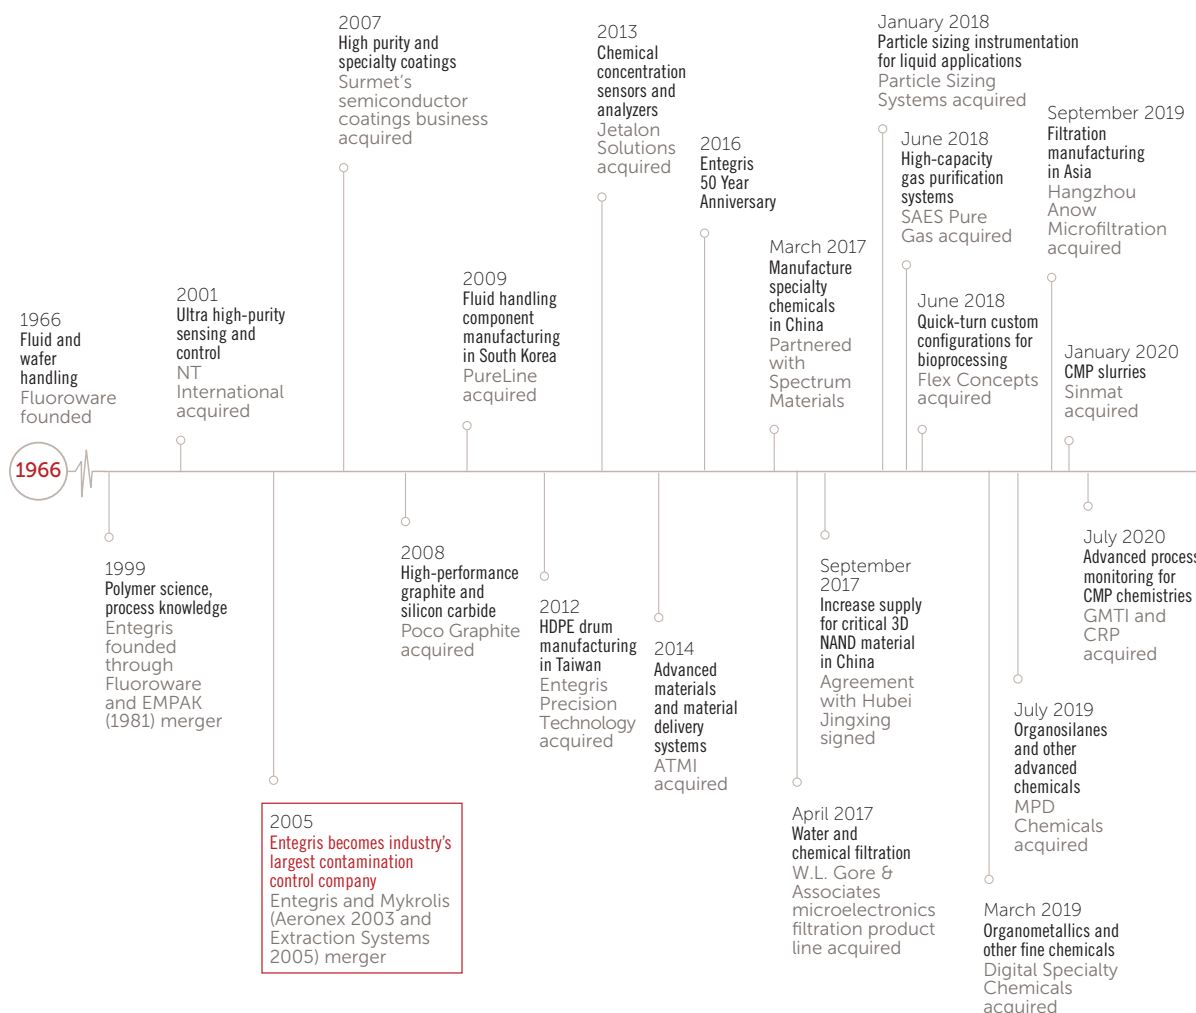 1966
Fluid and
wafer
handling
Fluoroware
founded
1966
1999
Polymer science,
process knowledge
Entegris
founded
through
Fluoroware
and EMPAK
(1981) merger
2001
Ultra high-purity
sensing and
control
NT
International
acquired
2005
Entegris becomes industry's
largest contamination
control company
Entegris and Mykrolis
(Aeronex 2003 and
Extraction Systems
2005) merger
2007
High purity and
specialty coatings
Surmet's
semiconductor
coatings business
acquired
2008
High-performance
graphite and
silicon carbide
Poco Graphite
acquired
2009
Fluid handling
component
manufacturing
in South Korea
PureLine
acquired
2012
HDPE drum
manufacturing
in Taiwan
Entegris
Precision
Technology
acquired
2013
Chemical
concentration
sensors and
analyzers
Jetalon
Solutions
acquired
2014
Advanced
materials
and material
delivery
systems
ATMI
acquired
2016
Entegris
50 Year
Anniversary
March 2017
Manufacture
specialty
chemicals
in China
Partnered
with
Spectrum
Materials
April 2017
Water and
chemical filtration
W.L. Gore &
Associates
microelectronics
filtration product
line acquired
September
2017
Increase supply
for critical 3D
NAND material
in China
Agreement
with Hubei
Jingxing
signed
January 2018
Particle sizing instrumentation
for liquid applications
Particle Sizing
Systems acquired
June 2018
High-capacity
gas purification
systems
SAES Pure
Gas acquired
June 2018
Quick-turn custom
configurations for
bioprocessing
Flex Concepts
acquired
March 2019
Organometallics and
other fine chemicals
Digital Specialty
Chemicals
acquired
July 2019
Organosilanes
and other
advanced
chemicals
MPD
Chemicals
acquired
September 2019
Filtration
manufacturing
in Asia
Hangzhou
Anow
Microfiltration
acquired
January 2020
CMP slurries
Sinmat
acquired
July 2020
Advanced process
monitoring for
CMP chemistries
GMTI and
CRP
acquired